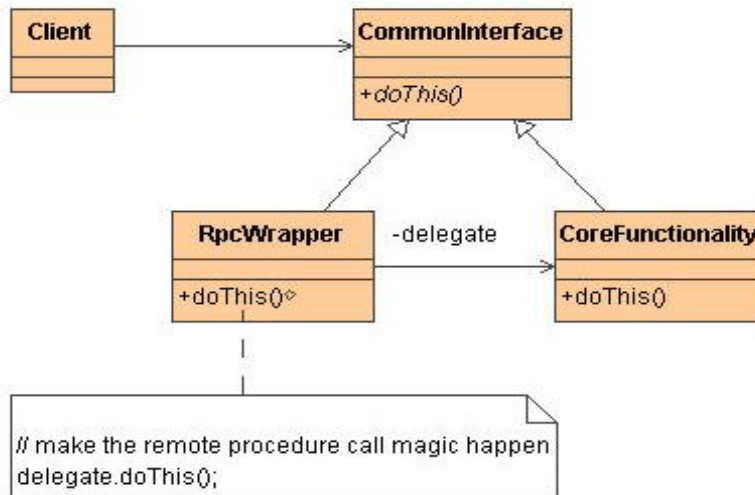 Client
CommonInterface
+doThis()
RpcWrapper
-delegate
CoreFunctionality
+doThis()
+doThis()
// make the remote procedure call magic happen
delegate.doThis();